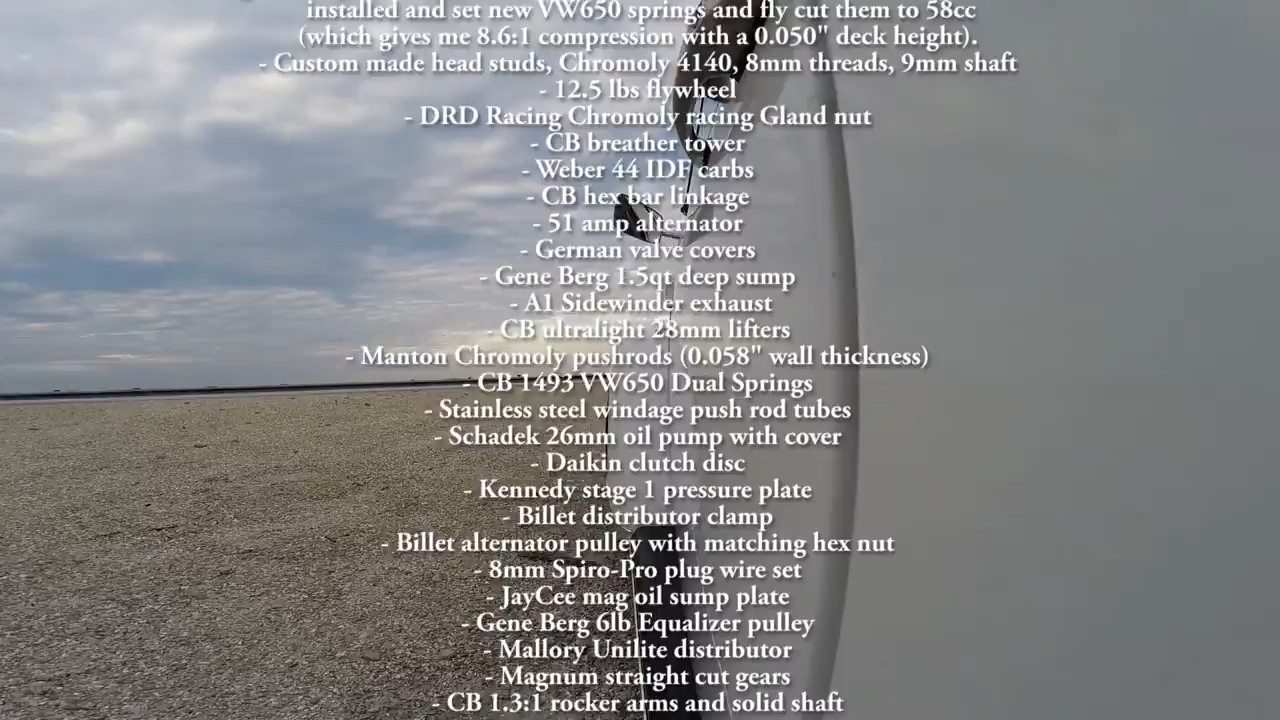 installed and set new VW650 springs and fly cut them to 58cc
(which gives me 8.6:1 compression with a 0.050" deck height).
- Custom made head studs, Chromoly 4140, 8mm threads, 9mm shaft
- 12.5 lbs flywheel
- DRD Racing Chromoly racing Gland nut
- CB breather tower
- Weber 44 IDF carbs
- CB hex bar linkage
- 51 amp alternator
- German valve covers
- Gene Berg 1.5qt deep sump
- A1 Sidewinder exhaust
- CB ultralight 28mm lifters
- Manton Chromoly pushrods (0.058" wall thickness)
- CB 1493 VW650 Dual Springs
- Stainless steel windage push rod tubes
- Schadek 26mm oil pump with cover
- Daikin clutch disc
- Kennedy stage 1 pressure plate
- Billet distributor clamp
- Billet alternator pulley with matching hex nut
- 8mm Spiro-Pro plug wire set
- JayCee mag oil sump plate
- Gene Berg 6lb Equalizer pulley
- Mallory Unilite distributor
- Magnum straight cut gears
- CB 1.3:1 rocker arms and solid shaft